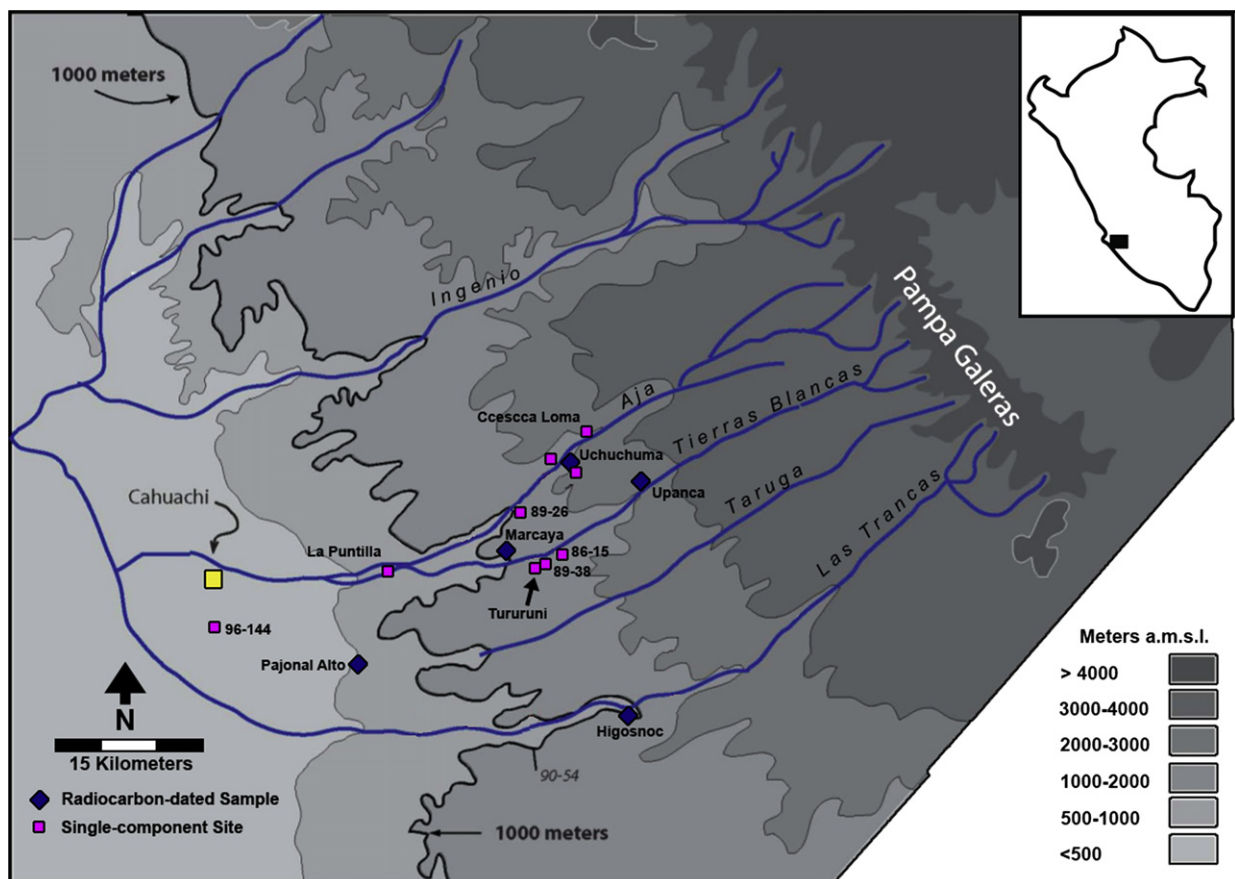 1000 meters
Ingenio
Pampa Galeras
Aja
Tierras Blancas
Ccescca Loma
Uchuchuma
Upanca
Taruga
Cahuachi
89-26
Marcaya
Las Trancas
La Puntilla
86-15
89-38
Tururuni
96-144
Pajonal Alto
N
15 Kilometers
Higosnoc
90-54
Radiocarbon-dated Sample
Single-component Site
1000 meters
Meters a.m.s.l.
> 4000
3000-4000
2000-3000
1000-2000
500-1000
<500